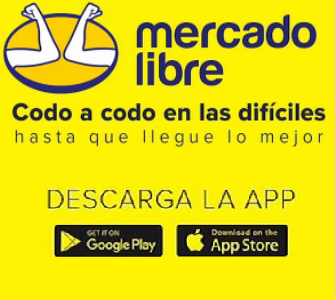 mercado
libre
Codo a codo en las difíciles
hasta que llegue lo mejor
DESCARGA LA APP
GET IT ON
Google Play
Download on the
App Store